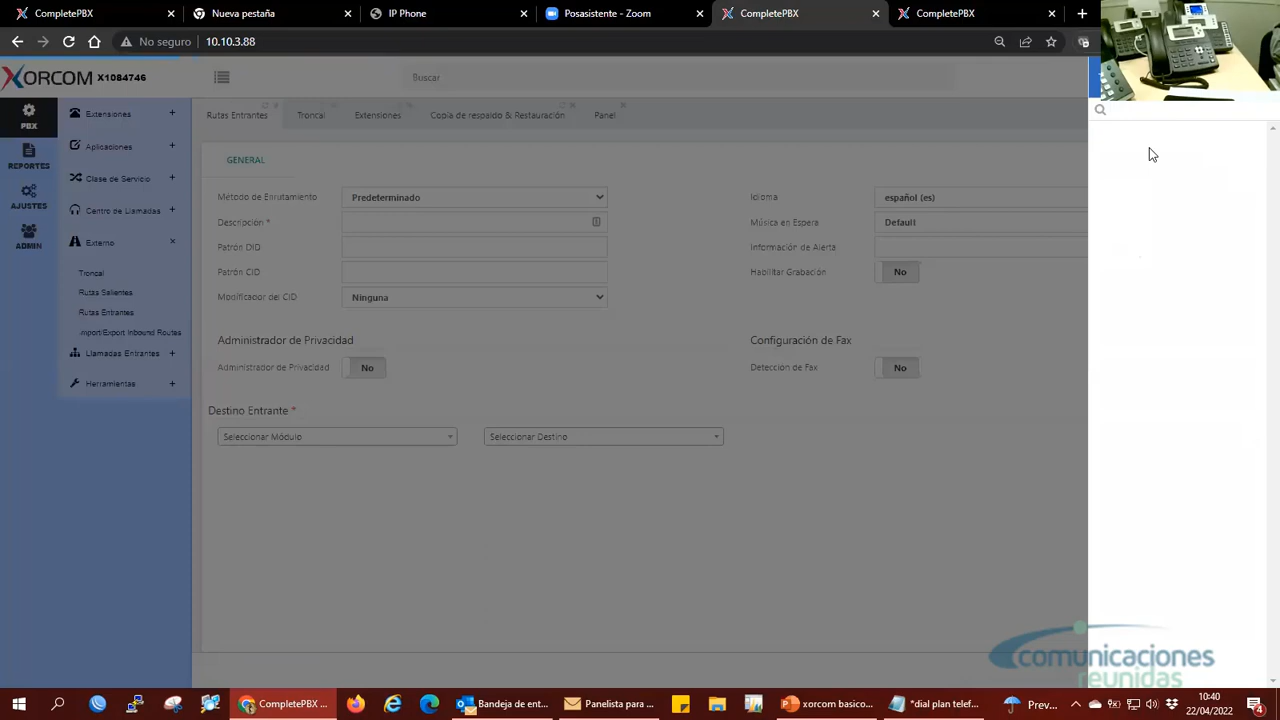 CompletePBX
Nueva pestaña
IP Phone
Posasistente - Zoom
CompletePBX
CompletePBX
No seguro
10.10.3.88
XORCOM X1084746
Buscar
PBX
REPORTES
AJUSTES
ADMIN
Extensiones
Aplicaciones
Clase de Servicio
Centro de Llamadas
Externo
Troncal
Rutas Salientes
Rutas Entrantes
Import/Export Inbound Routes
Llamadas Entrantes
Herramientas
Rutas Entrantes
Troncal
Extensiones
Copia de respaldo & Restauración
Panel
GENERAL
Método de Enrutamiento
Predeterminado
Idioma
español (es)
Descripción *
Música en Espera
Default
Patrón DID
Información de Alerta
Patrón CID
Habilitar Grabación
No
Modificador del CID
Ninguna
Administrador de Privacidad
Configuración de Fax
Administrador de Privacidad
No
Deteccion de Fax
No
Destino Entrante *
Seleccionar Módulo
Seleccionar Destino
comunicaciones
reunidas
CompletePBX ...
Bandeja de ent...
Panelista para ...
xorcom basico...
*dial plan telef...
Prev...
10:40
22/04/2022
4